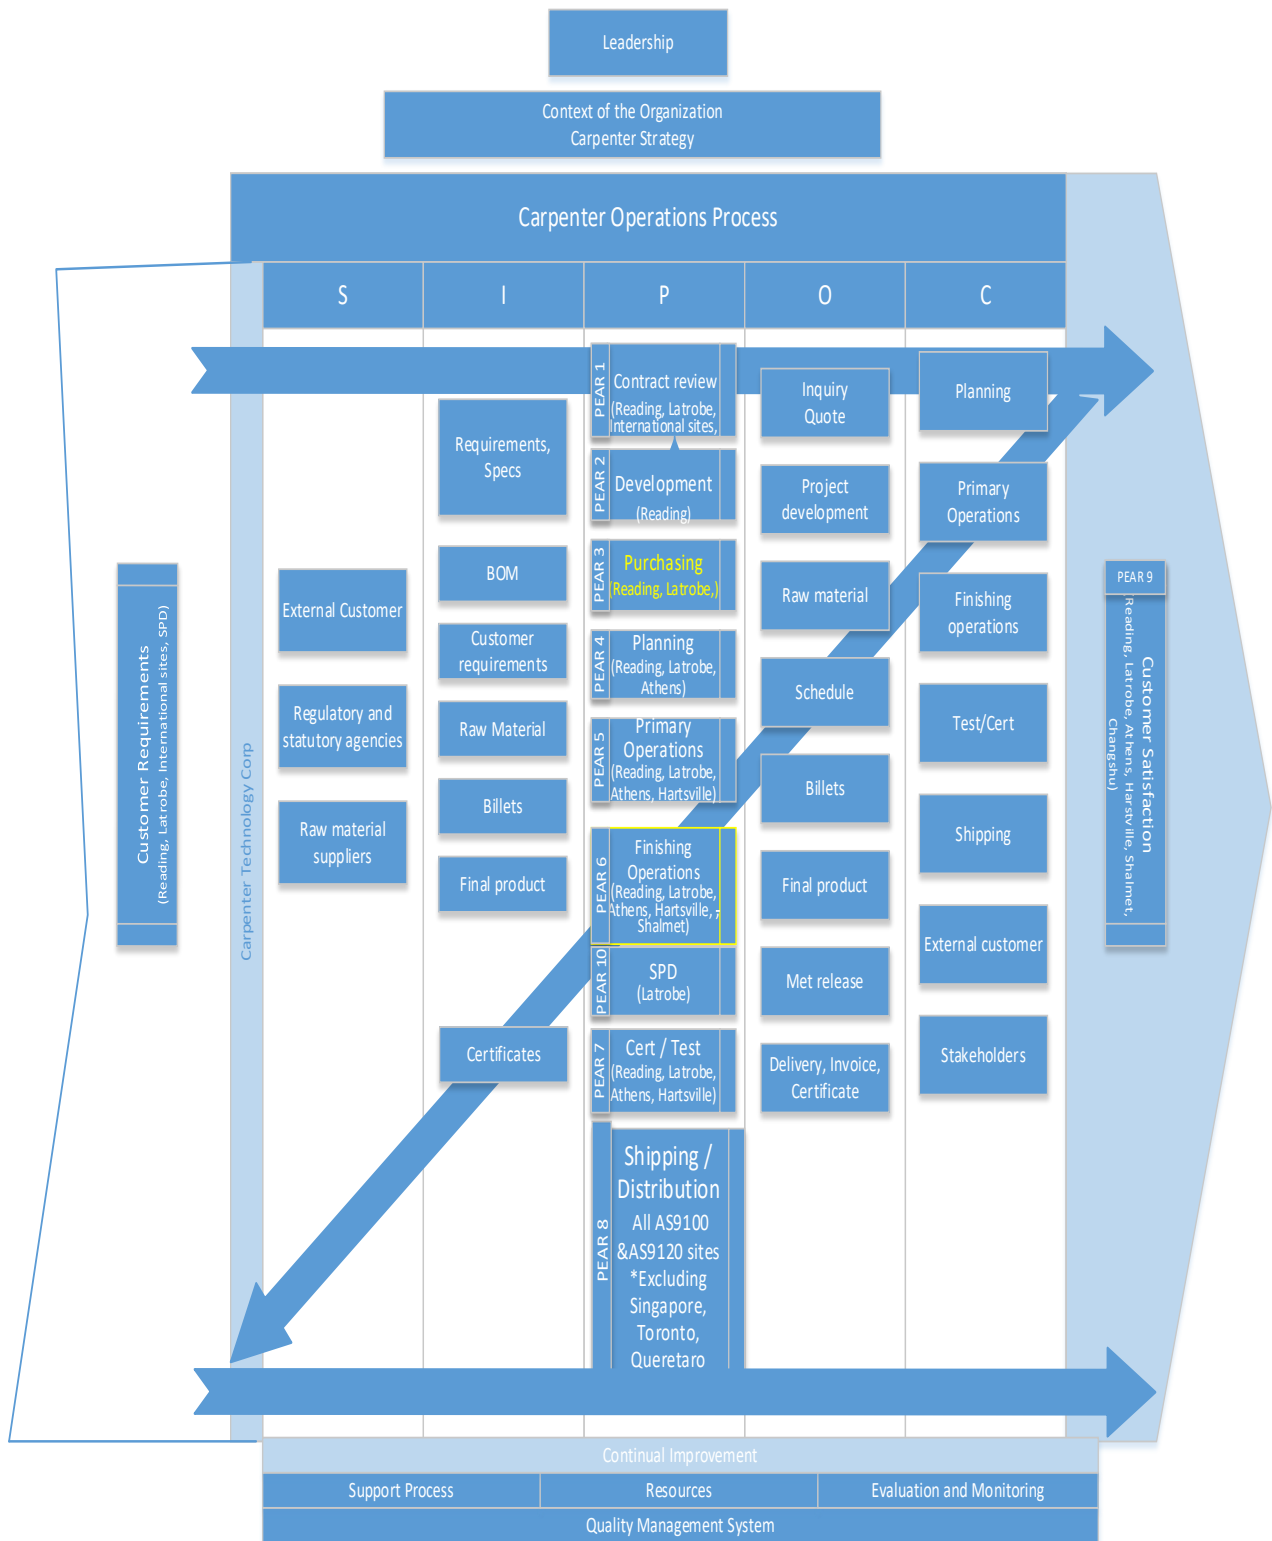 Leadership
Context of the Organization
Carpenter Strategy
Carpenter Operations Process
S
I
P
O
C
Customer Requirements
(Reading, Latrobe, International sites, SPD)
Carpenter Technology Corp
External Customer
Regulatory and
statutory agencies
Raw material
suppliers
Requirements,
Specs
BOM
Customer
requirements
Raw Material
Billets
Final product
Certificates
PEAR 1
Contract review
(Reading, Latrobe,
International sites,
PEAR 2
Development
(Reading)
PEAR 3
Purchasing
(Reading, Latrobe,)
PEAR 4
Planning
(Reading, Latrobe,
Athens)
PEAR 5
Primary
Operations
(Reading, Latrobe,
Athens, Hartsville)
PEAR 6
Finishing
Operations
(Reading, Latrobe,
Athens, Hartsville, ,
Shalmet)
PEAR 10
SPD
(Latrobe)
PEAR 7
Cert / Test
(Reading, Latrobe,
Athens, Hartsville)
PEAR 8
Shipping /
Distribution
All AS9100
&AS9120 sites
*Excluding
Singapore,
Toronto,
Queretaro
Inquiry
Quote
Project
development
Raw material
Schedule
Billets
Final product
Met release
Delivery, Invoice,
Certificate
Planning
Primary
Operations
Finishing
operations
Test/Cert
Shipping
External customer
Stakeholders
PEAR 9
Customer Satisfaction
Reading, Latrobe, Athens, Harstville, Shalmet,
Changshu)
Continual Improvement
Support Process
Resources
Evaluation and Monitoring
Quality Management System